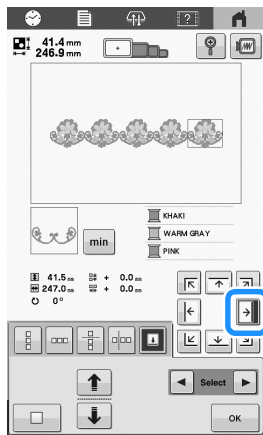 ?
41.4 mm
246.9 mm
KHAKI
WARM GRAY
PINK
min
41.5 mm + 0.0 mm
247.0 mm + 0.0 mm
0°
Select
OK